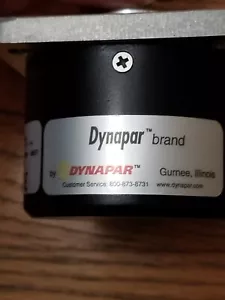 Dynapar™ brand
by DYNAPAR™ Gurnee, Illinois
Customer Service: 800-873-8731 www.dynapar.com